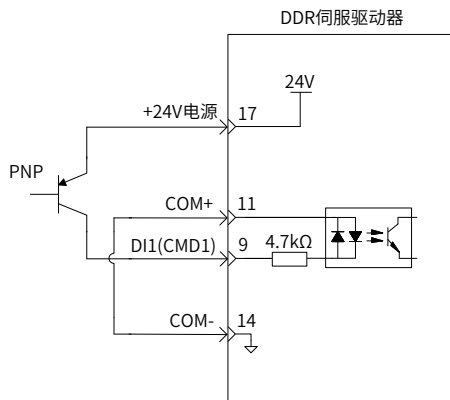 DDR伺服驱动器
24V
+24V电源
17
PNP
COM+
11
DI1(CMD1)
9
4.7kΩ
COM-
14